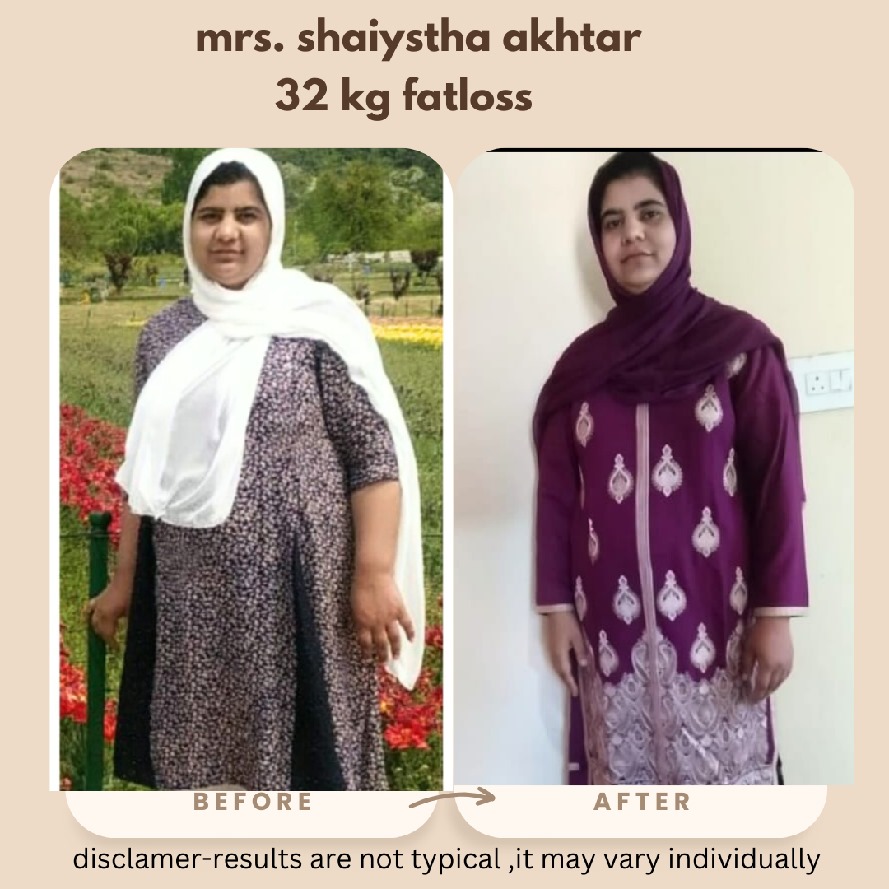 mrs. shaiystha akhtar
32 kg fatloss
BEFORE
AFTER
disclamer-results are not typical ,it may vary individually